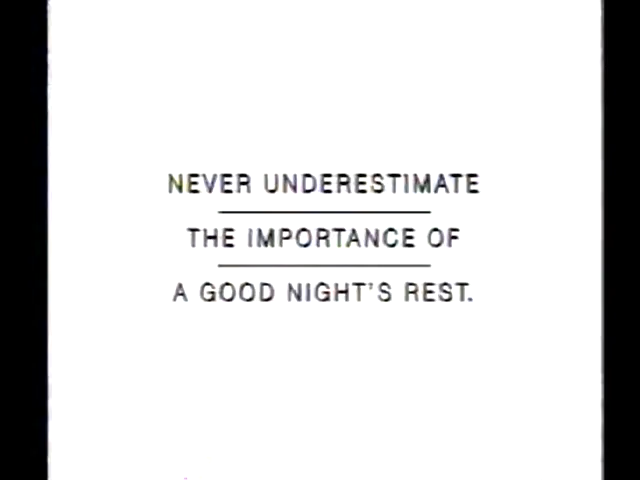 NEVER UNDERESTIMATE
THE IMPORTANCE OF
A GOOD NIGHT'S REST.